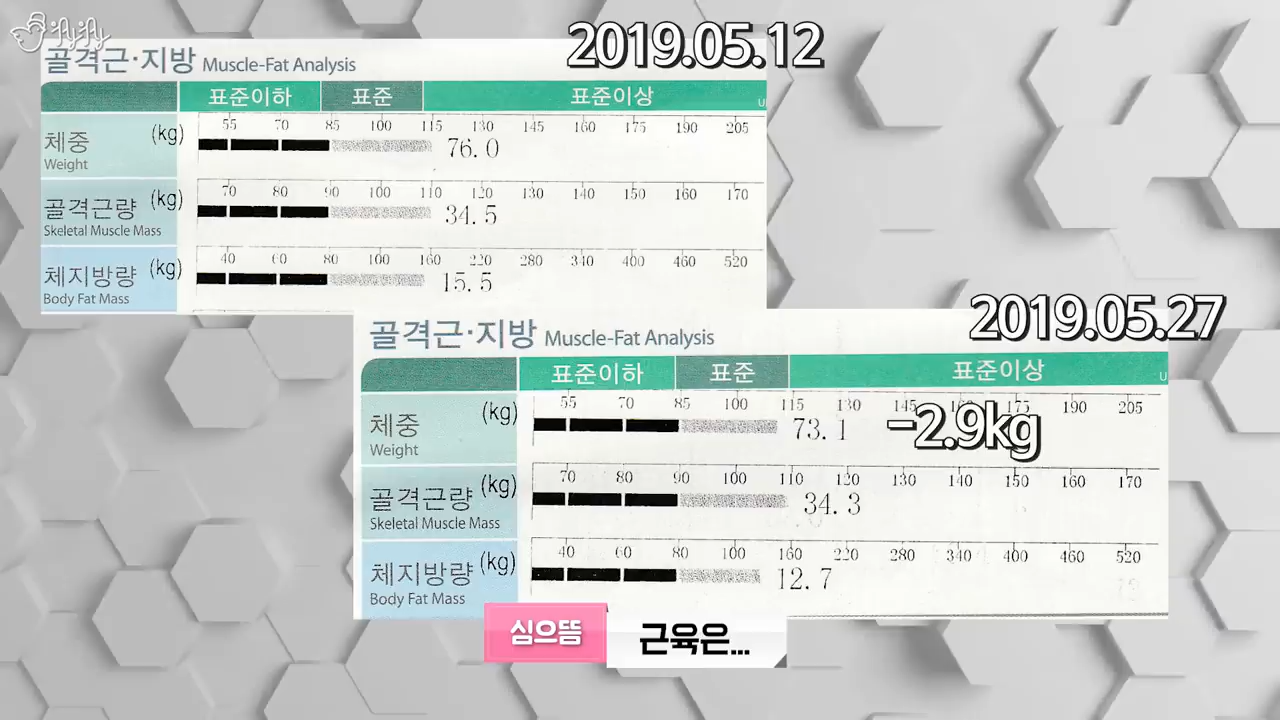 2019.05.12
골격근·지방 Muscle-Fat Analysis
표준이하 표준 표준이상
체중 (kg) 55 70 85 100 115 130 145 160 175 190 205
Weight 76.0
골격근량 (kg) 70 80 90 100 110 120 130 140 150 160 170
Skeletal Muscle Mass 34.5
체지방량 (kg) 40 60 80 100 160 220 280 340 400 460 520
Body Fat Mass 15.5
2019.05.27
골격근·지방 Muscle-Fat Analysis
표준이하 표준 표준이상
체중 (kg) 55 70 85 100 115 130 145 175 190 205
Weight 73.1 -2.9kg
골격근량 (kg) 70 80 90 100 110 120 130 140 150 160 170
Skeletal Muscle Mass 34.3
체지방량 (kg) 40 60 80 100 160 220 280 340 400 460 520
Body Fat Mass 12.7
심으뜸 근육은...